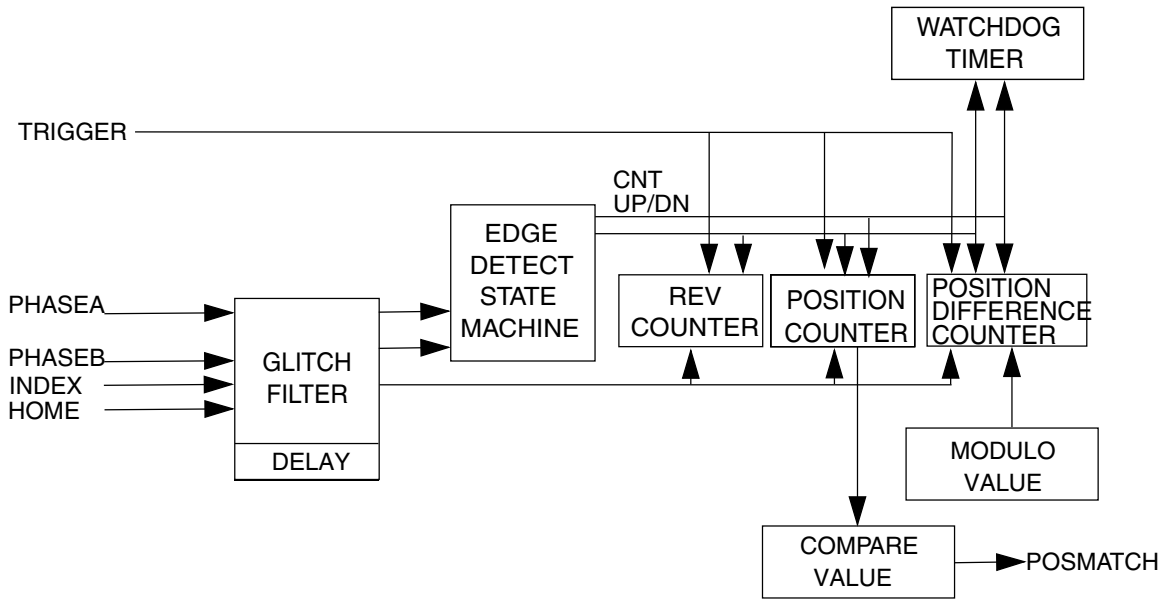 WATCHDOG
TIMER
TRIGGER
CNT
UP/DN
EDGE
DETECT
STATE
MACHINE
REV
COUNTER
POSITION
COUNTER
POSITION
DIFFERENCE
COUNTER
PHASEA
PHASEB
INDEX
HOME
GLITCH
FILTER
DELAY
MODULO
VALUE
COMPARE
VALUE
POSMATCH